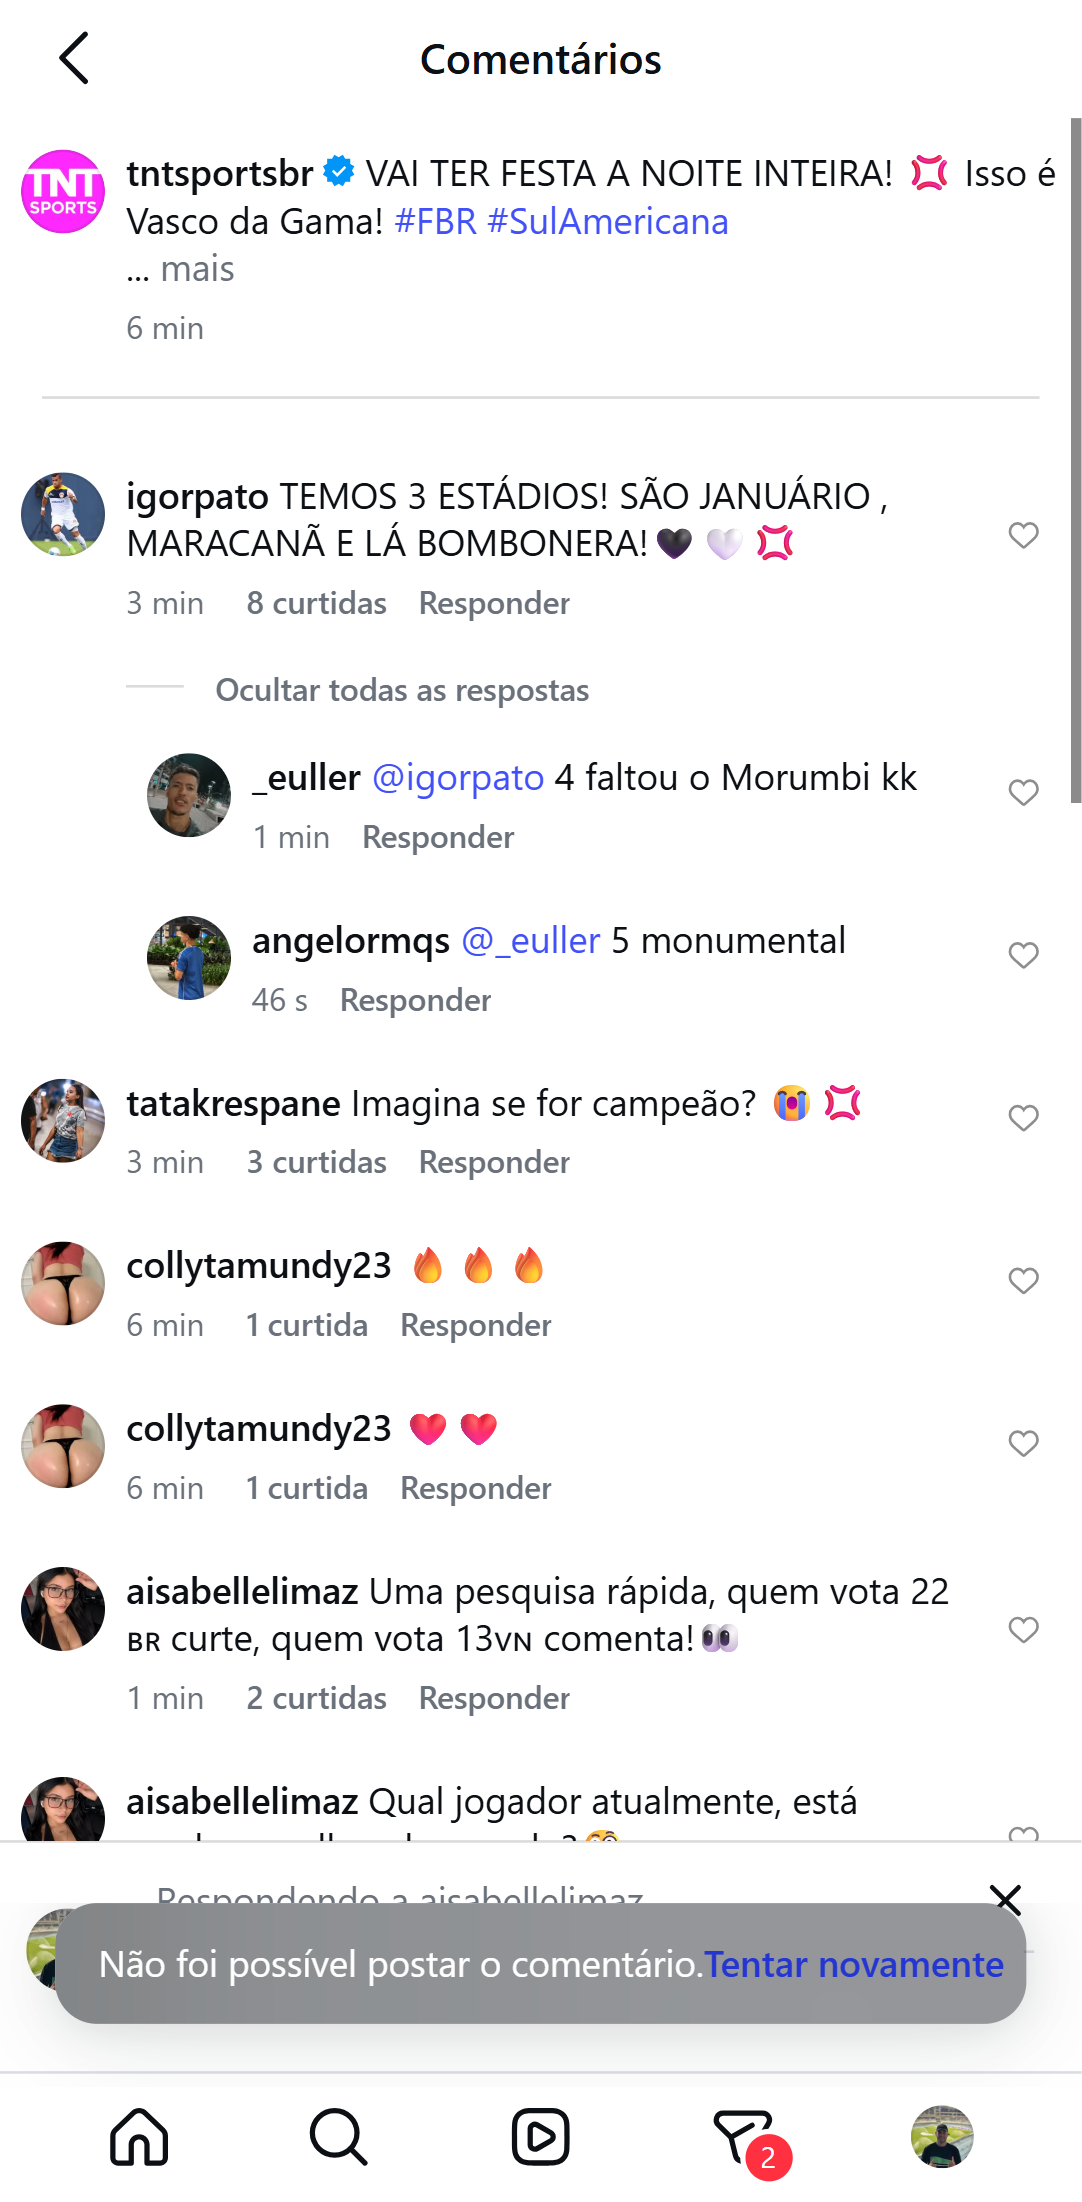 Comentários
TNT
SPORTS
tntsportsbr VAI TER FESTA A NOITE INTEIRA! 💢 Isso é
Vasco da Gama! #FBR #SulAmericana
... mais
6 min
igorpato TEMOS 3 ESTÁDIOS! SÃO JANUÁRIO ,
MARACANÃ E LÁ BOMBONERA!🖤🤍💢
3 min 8 curtidas Responder
Ocultar todas as respostas
_euller @igorpato 4 faltou o Morumbi kk
1 min Responder
angelormqs @_euller 5 monumental
46 s Responder
tatakrespane Imagina se for campeão? 😭💢
3 min 3 curtidas Responder
collytamundy23 🔥🔥🔥
6 min 1 curtida Responder
collytamundy23 ❤️❤️
6 min 1 curtida Responder
aisabellelimaz Uma pesquisa rápida, quem vota 22
ʙʀ curte, quem vota 13ᴠɴ comenta!👀
1 min 2 curtidas Responder
aisabellelimaz Qual jogador atualmente, está
Respondendo a aisabellelimaz
Não foi possível postar o comentário.Tentar novamente
2